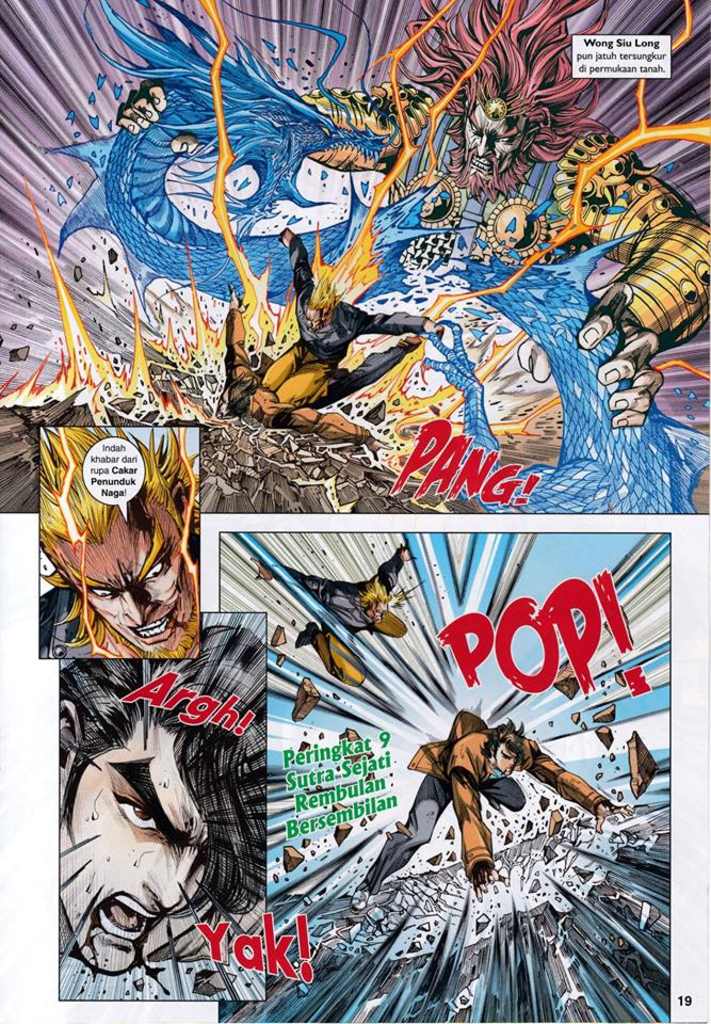 Wong Siu Long
pun jatuh tersungkur
di permukaan tanah.
PANG!
Indah
khabar dari
rupa Cakar
Penunduk
Naga!
POP!
Argh!
Peringkat 9
Sutra Sejati
Rembulan
Bersembilan
Yak!
19